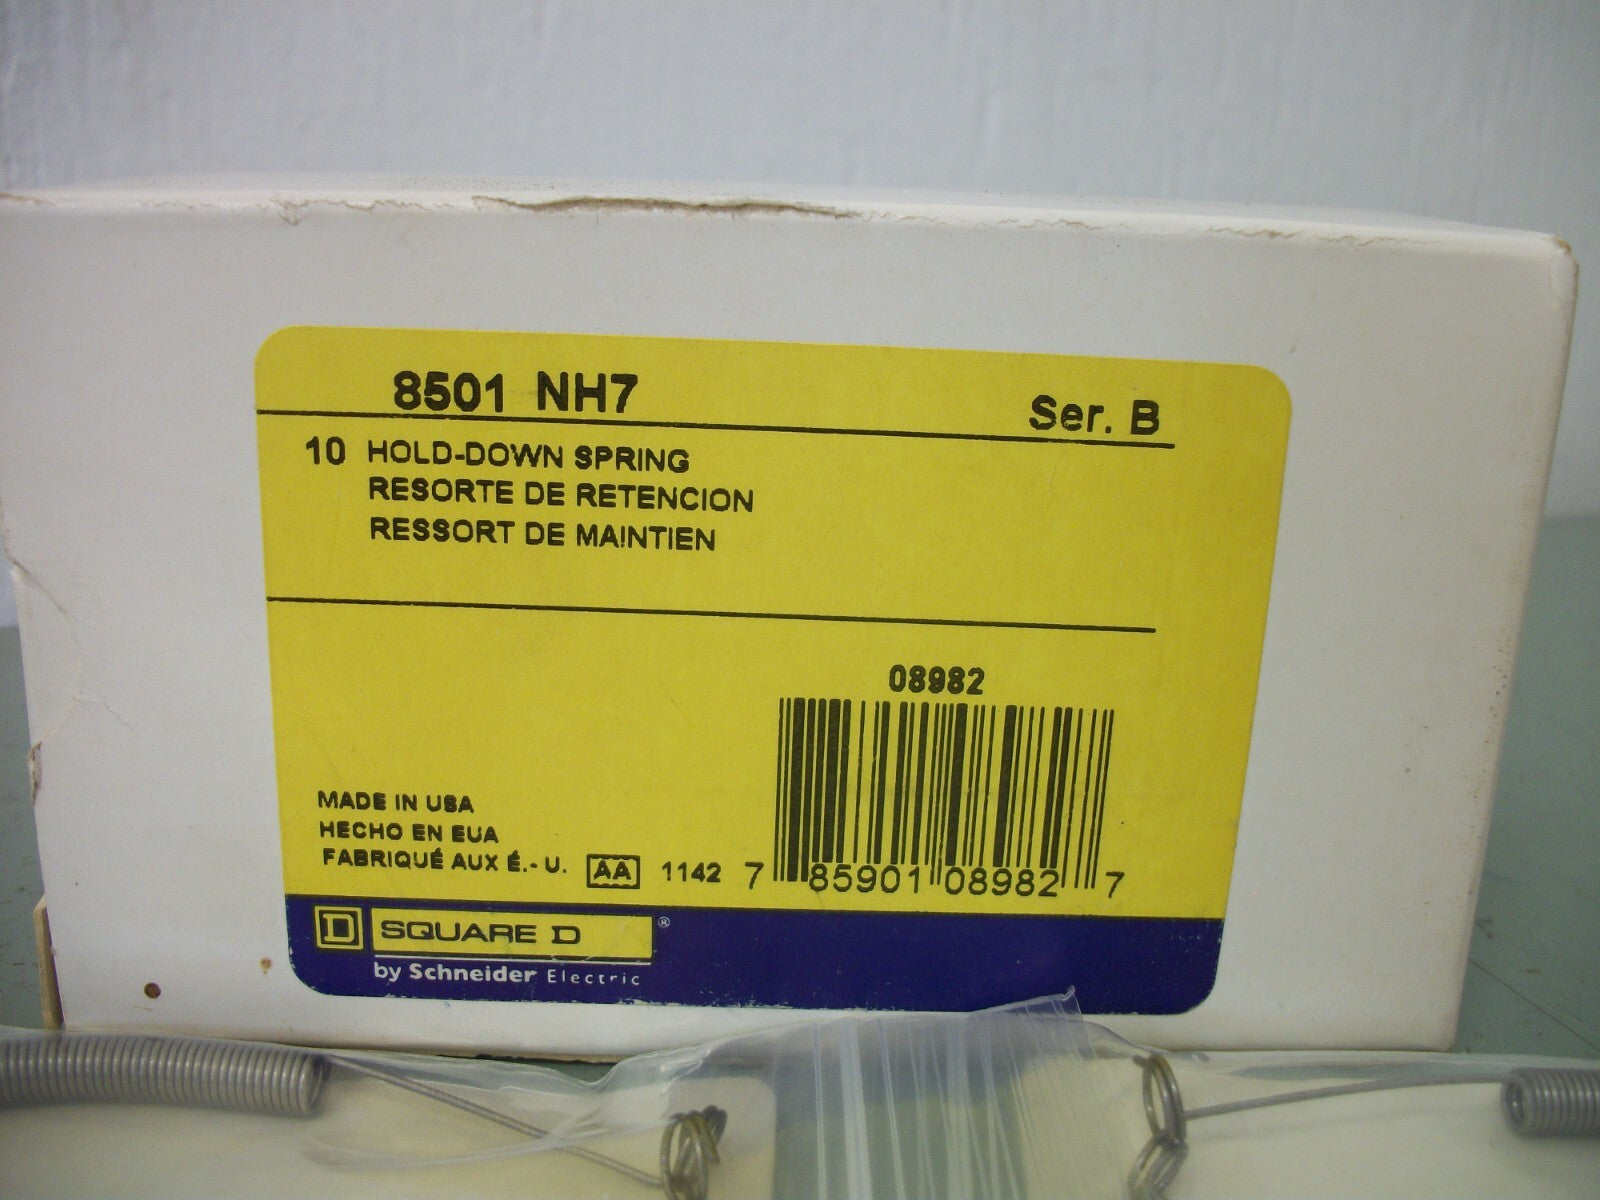 8501 NH7
Ser. B
10 HOLD-DOWN SPRING
RESORTE DE RETENCION
RESSORT DE MAINTIEN
08982
MADE IN USA
HECHO EN EUA
FABRIQUÉ AUX É.-U. AA 1142
7 85901 08982 7
D SQUARE D ®
by Schneider Electric